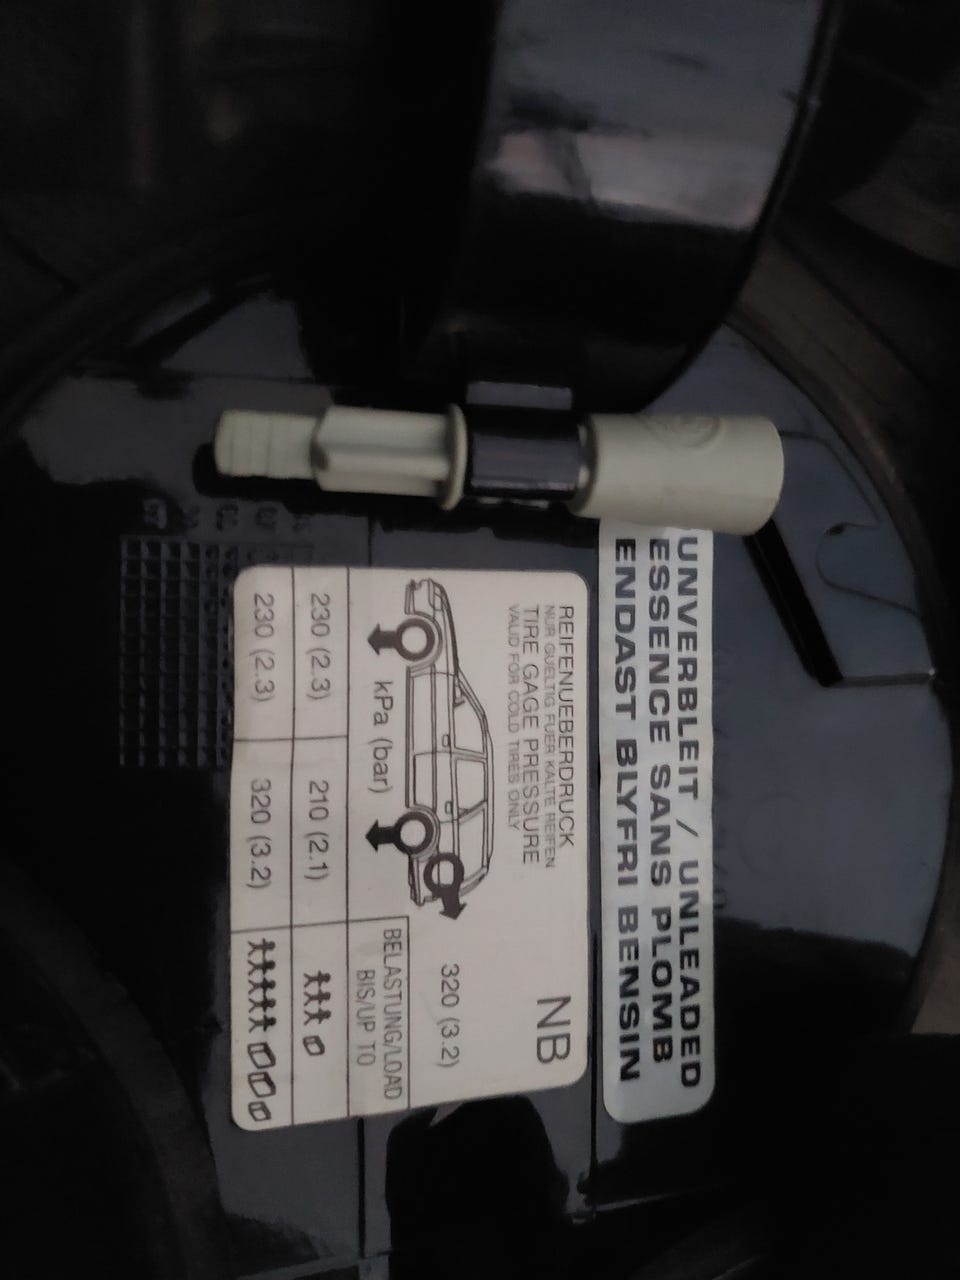 UNVERBLEIT / UNLEADED
ESSENCE SANS PLOMB
ENDAST BLYFRI BENSIN
REIFENUEBERDRUCK
NUR GUELTIG FUER KALTE REIFEN
TIRE GAGE PRESSURE
VALID FOR COLD TIRES ONLY
NB
320 (3.2)
kPa (bar)
BELASTUNG/LOAD
BIS/UP TO
230 (2.3) 210 (2.1)
230 (2.3) 320 (3.2)